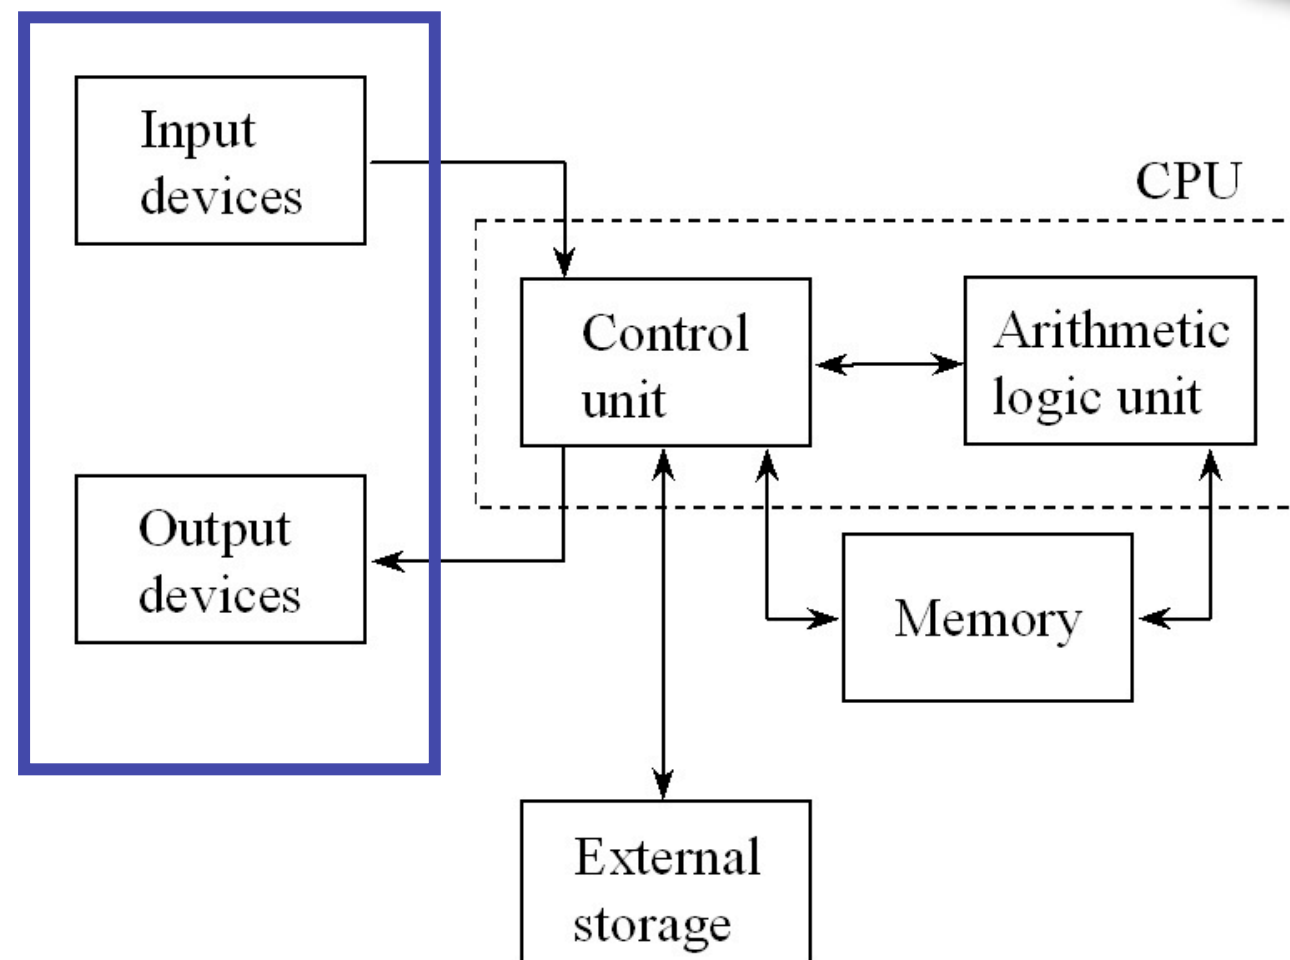 Input
devices
CPU
Control
unit
Arithmetic
logic unit
Output
devices
Memory
External
storage